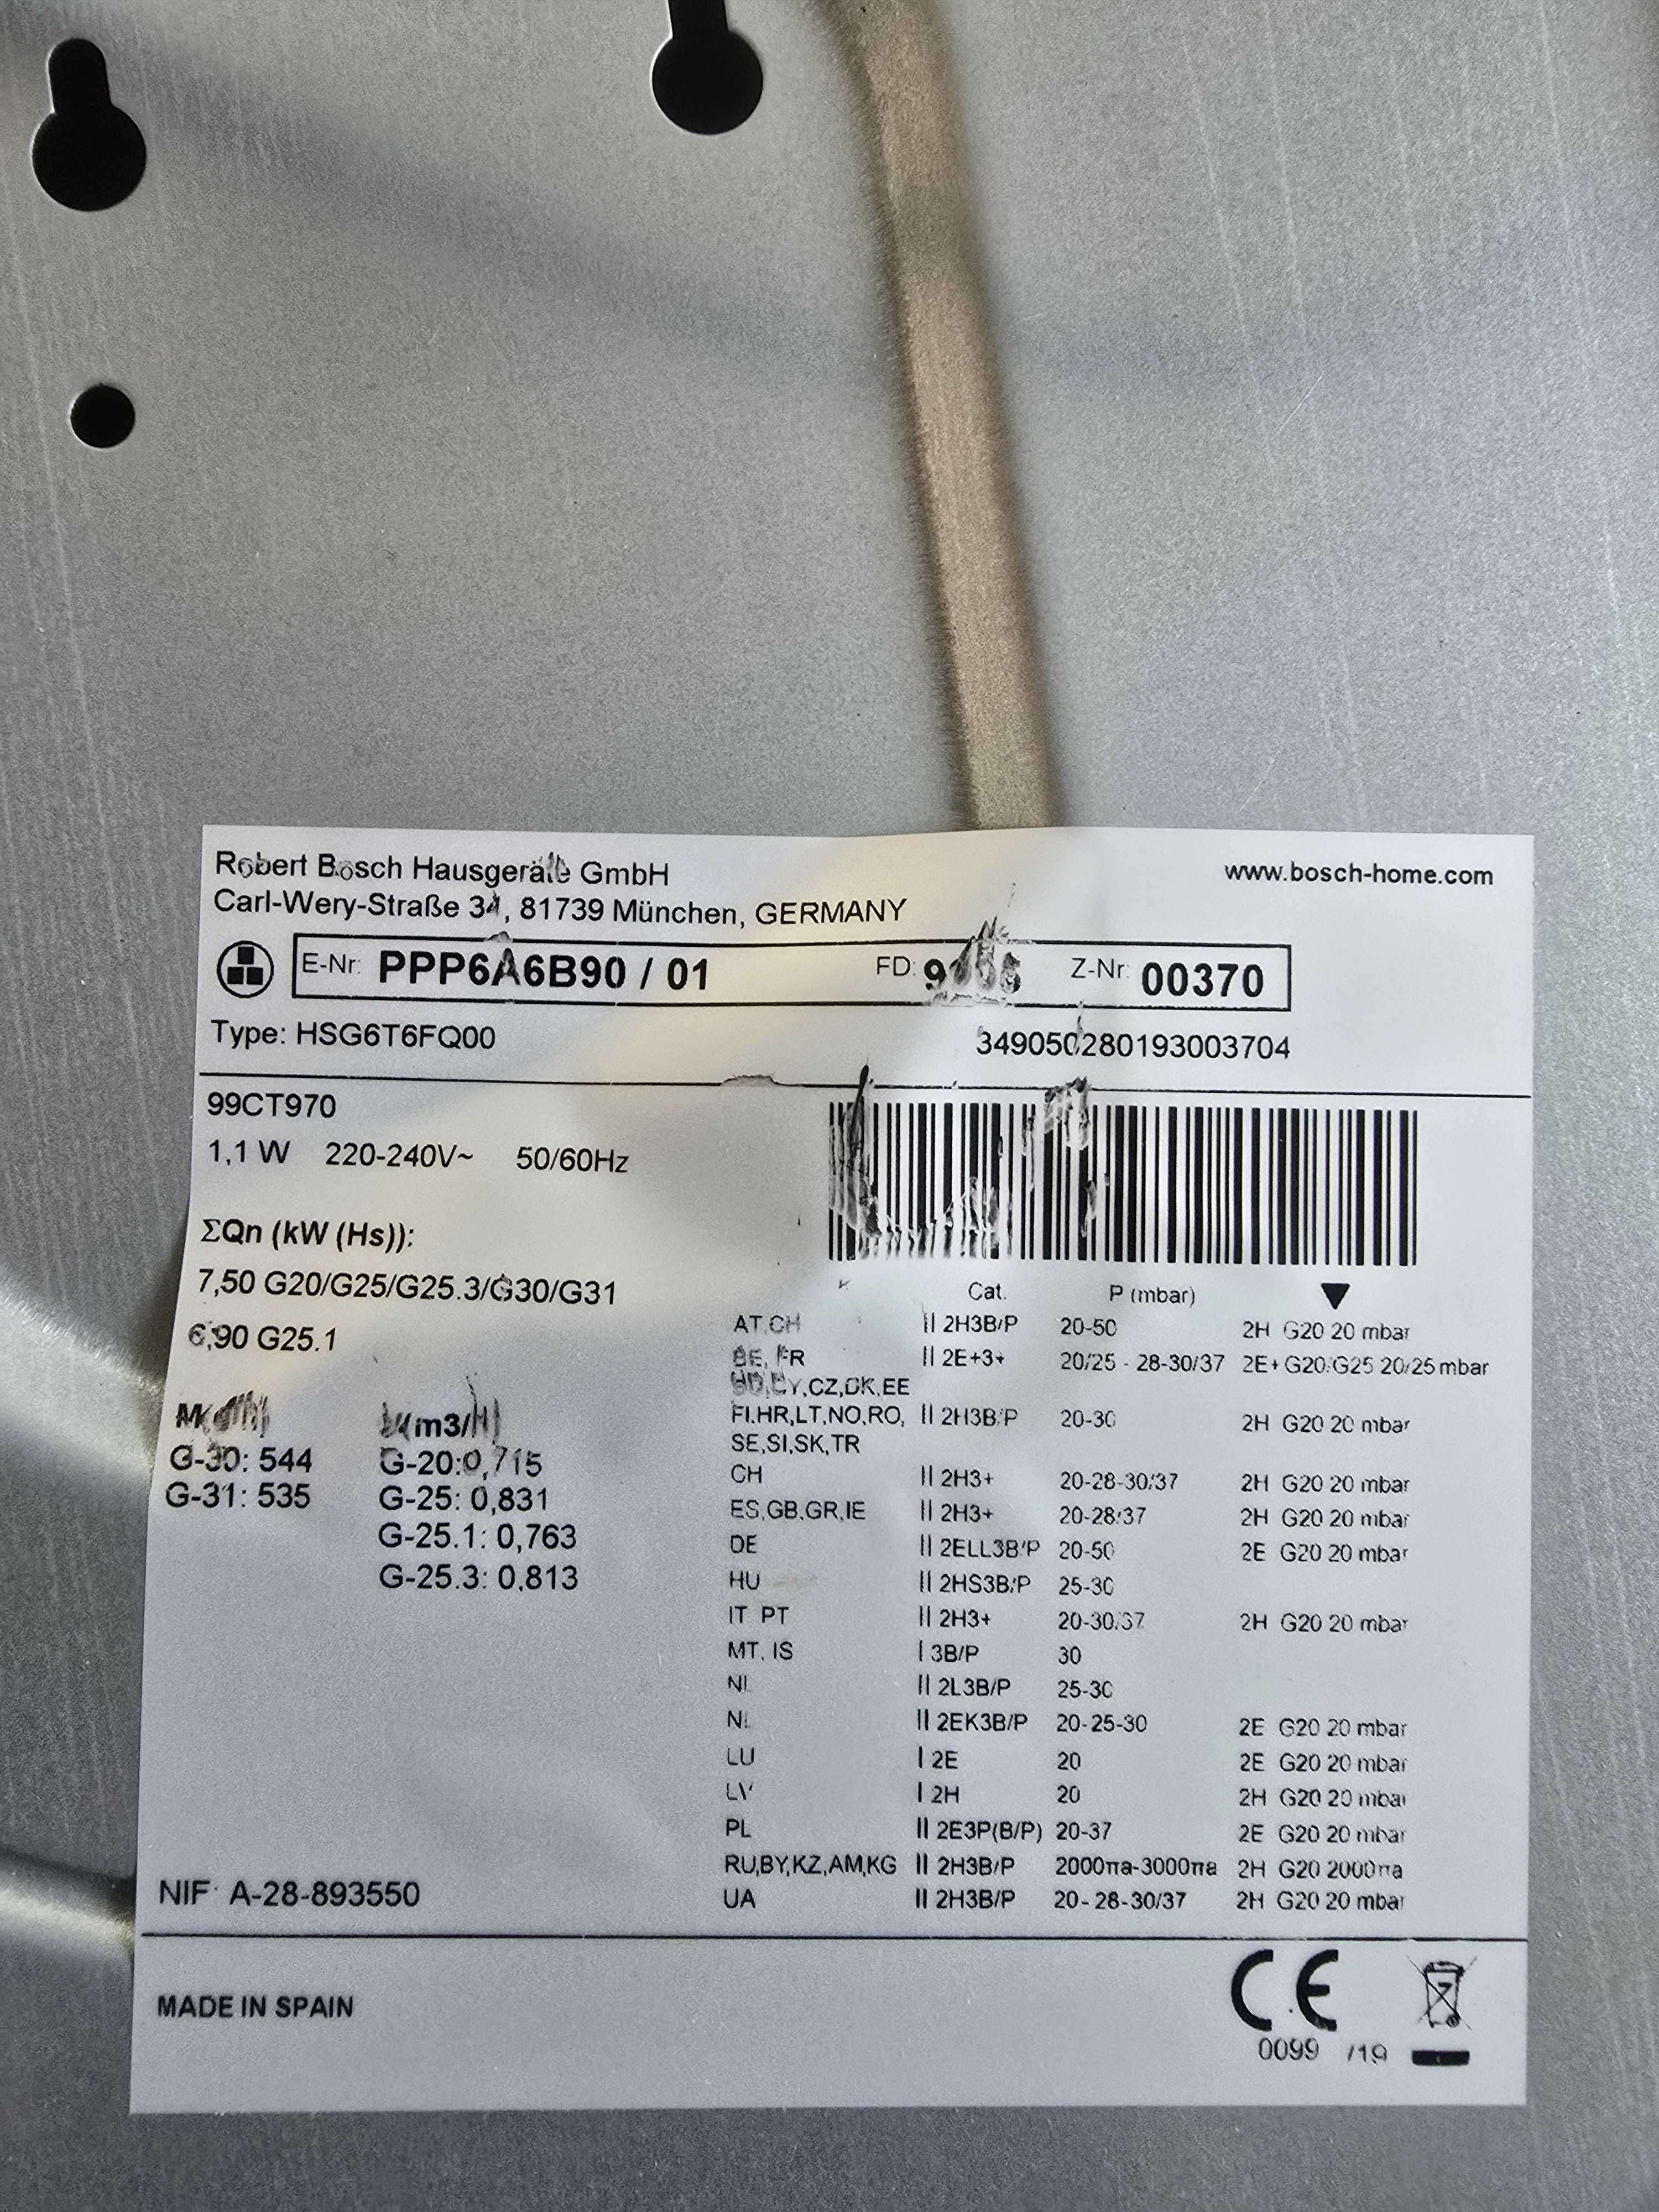 Robert Bosch Hausgeräte GmbH
www.bosch-home.com
Carl-Wery-Straße 34, 81739 München, GERMANY
E-Nr: PPP6A6B90 / 01 FD: Z-Nr: 00370
Type: HSG6T6FQ00
349050280193003704
99CT970
1,1 W 220-240V~ 50/60Hz
ΣQn (kW (Hs)):
7,50 G20/G25/G25.3/G30/G31
6,90 G25.1
(m3/H)
G-30: 544 G-20:0,715
G-31: 535 G-25: 0,831
G-25.1: 0,763
G-25.3: 0,813
Cat. P (mbar) ▼
AT,CH II 2H3B/P 20-50 2H G20 20 mbar
BE, FR II 2E+3+ 20/25 - 28-30/37 2E+ G20/G25 20/25 mbar
CZ,DK,EE
FI,HR,LT,NO,RO, II 2H3B/P 20-30 2H G20 20 mbar
SE,SI,SK,TR
CH II 2H3+ 20-28-30/37 2H G20 20 mbar
ES,GB,GR,IE II 2H3+ 20-28/37 2H G20 20 mbar
DE II 2ELL3B/P 20-50 2E G20 20 mbar
HU II 2HS3B/P 25-30
IT PT II 2H3+ 20-30/37 2H G20 20 mbar
MT, IS I 3B/P 30
NL II 2L3B/P 25-30
NL II 2EK3B/P 20-25-30 2E G20 20 mbar
LU I 2E 20 2E G20 20 mbar
LV I 2H 20 2H G20 20 mbar
PL II 2E3P(B/P) 20-37 2E G20 20 mbar
RU,BY,KZ,AM,KG II 2H3B/P 2000па-3000па 2H G20 2000па
UA II 2H3B/P 20-28-30/37 2H G20 20 mbar
NIF: A-28-893550
MADE IN SPAIN
CE
0099 /19